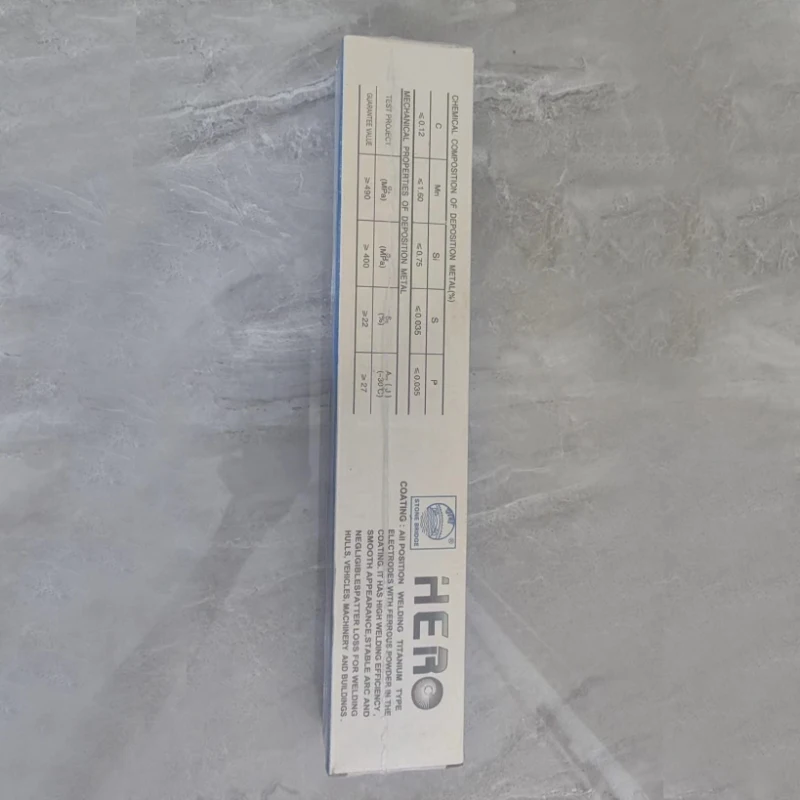 CHEMICAL COMPOSITION OF DEPOSITION METAL(%)
C Mn Si S P
≤0.12 ≤1.60 ≤0.75 ≤0.035 ≤0.035
MECHANICAL PROPERTIES OF DEPOSITION METAL
TEST PROJECT (MPa) (MPa) (%) (J) (-30℃)
GUARANTEE VALUE ≥490 ≥400 ≥22 ≥27
STONE BRIDGE
HERO
COATING : All POSITION WELDING TITANIUM TYPE
ELECTRODES WITH FERROUS POWDER IN THE
COATING. IT HAS HIGH WELDING EFFICIENCY ,
SMOOTH APPEARANCE,STABLE ARC AND
NEGLIGIBLESPATTER LOSS FOR WELDING
HULLS, VEHICLES, MACHINERY AND BUILDINGS .